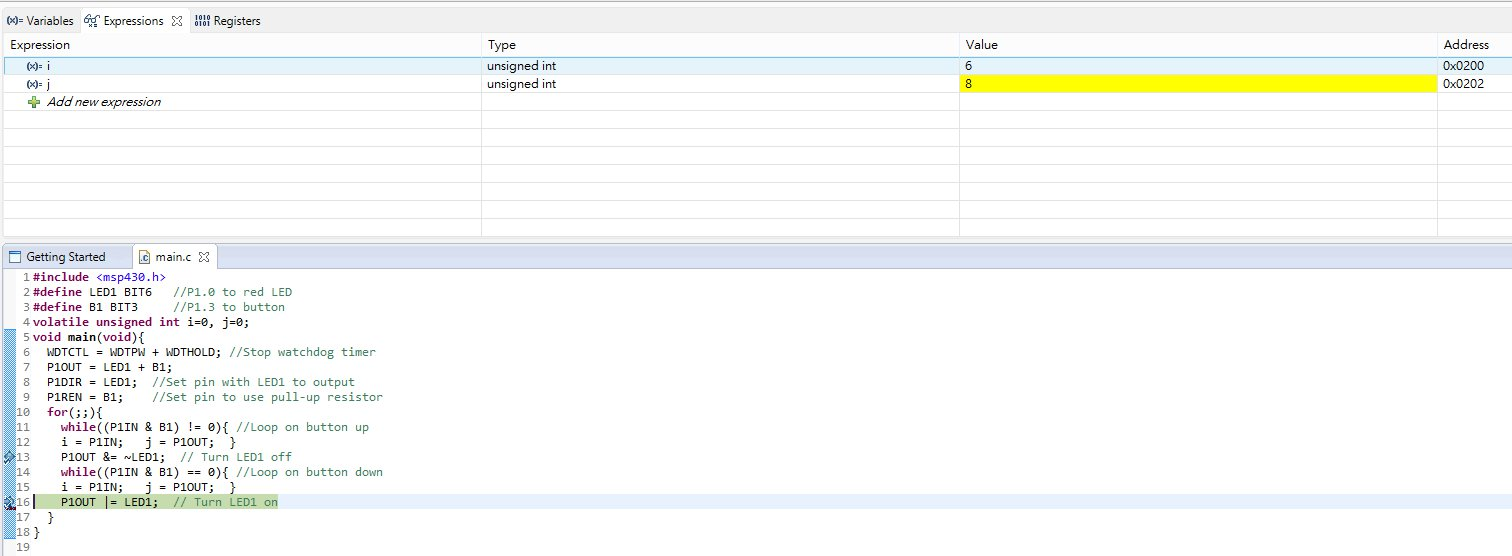 (x)= Variables Expressions Registers
Expression Type Value Address
(x)= i unsigned int 6 0x0200
(x)= j unsigned int 8 0x0202
Add new expression
Getting Started main.c
1 #include <msp430.h>
2 #define LED1 BIT6   //P1.0 to red LED
3 #define B1 BIT3     //P1.3 to button
4 volatile unsigned int i=0, j=0;
5 void main(void){
6   WDTCTL = WDTPW + WDTHOLD; //Stop watchdog timer
7   P1OUT = LED1 + B1;
8   P1DIR = LED1;  //Set pin with LED1 to output
9   P1REN = B1;    //Set pin to use pull-up resistor
10   for(;;){
11     while((P1IN & B1) != 0){ //Loop on button up
12     i = P1IN;   j = P1OUT;  }
13     P1OUT &= ~LED1;  // Turn LED1 off
14     while((P1IN & B1) == 0){ //Loop on button down
15     i = P1IN;   j = P1OUT;  }
16     P1OUT |= LED1;  // Turn LED1 on
17   }
18 }
19